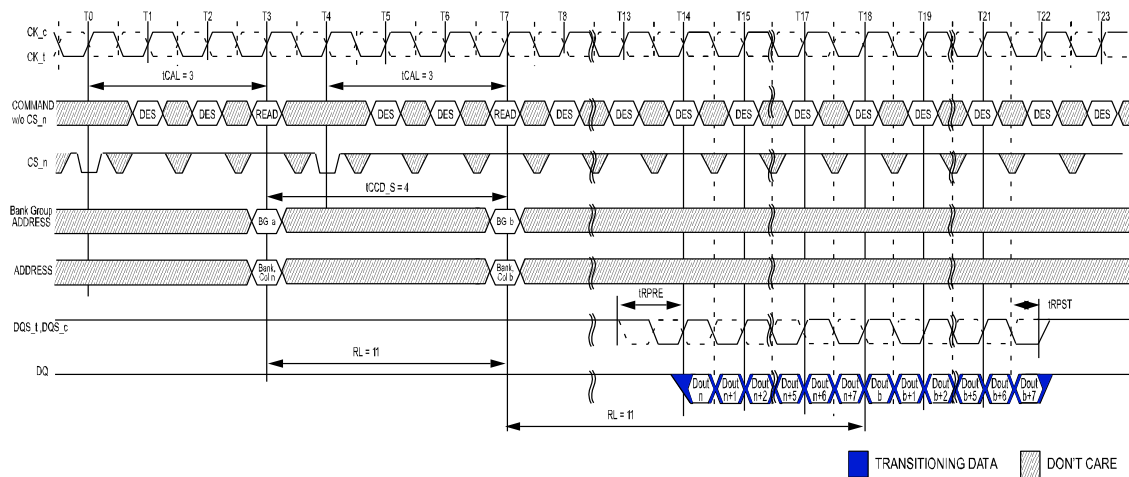 T0 T1 T2 T3 T4 T5 T6 T7 T8 T13 T14 T15 T17 T18 T19 T21 T22 T23
CK_c
CK_t
tCAL = 3 tCAL = 3
COMMAND
w/o CS_n
DES DES READ DES DES READ DES DES DES DES DES DES DES DES DES DES
CS_n
tCCD_S = 4
Bank Group
ADDRESS
BG a BG b
ADDRESS
Bank, Bank,
Col n Col b
tRPRE tRPST
DQS_t ,DQS_c
RL = 11
DQ
Dout Dout Dout Dout Dout Dout Dout Dout Dout Dout Dout Dout
n n+1 n+2 n+5 n+6 n+7 b b+1 b+2 b+5 b+6 b+7
RL = 11
TRANSITIONING DATA DON'T CARE